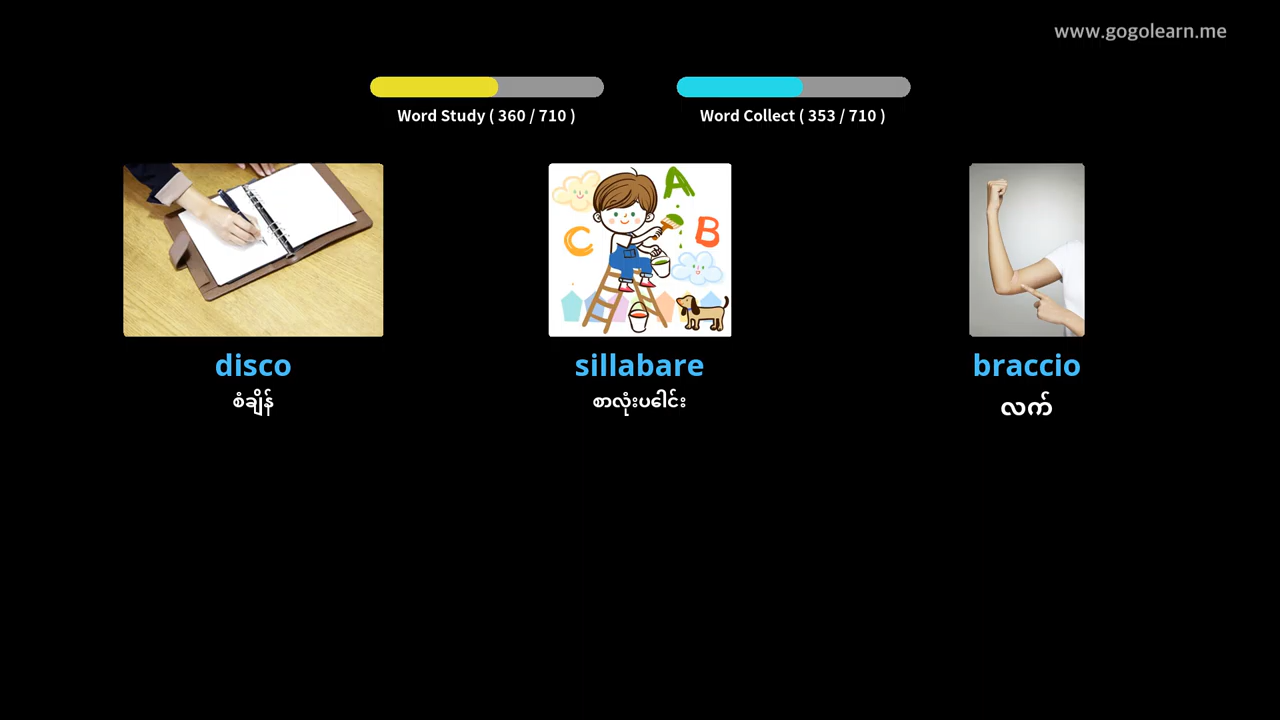 www.gogolearn.me
Word Study ( 360 / 710 )
Word Collect ( 353 / 710 )
disco
sillabare
braccio
စံချိန်
စာလုံးပေါင်း
လက်
A
B
C